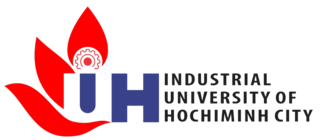 IUH
INDUSTRIAL
UNIVERSITY OF
HOCHIMINH CITY